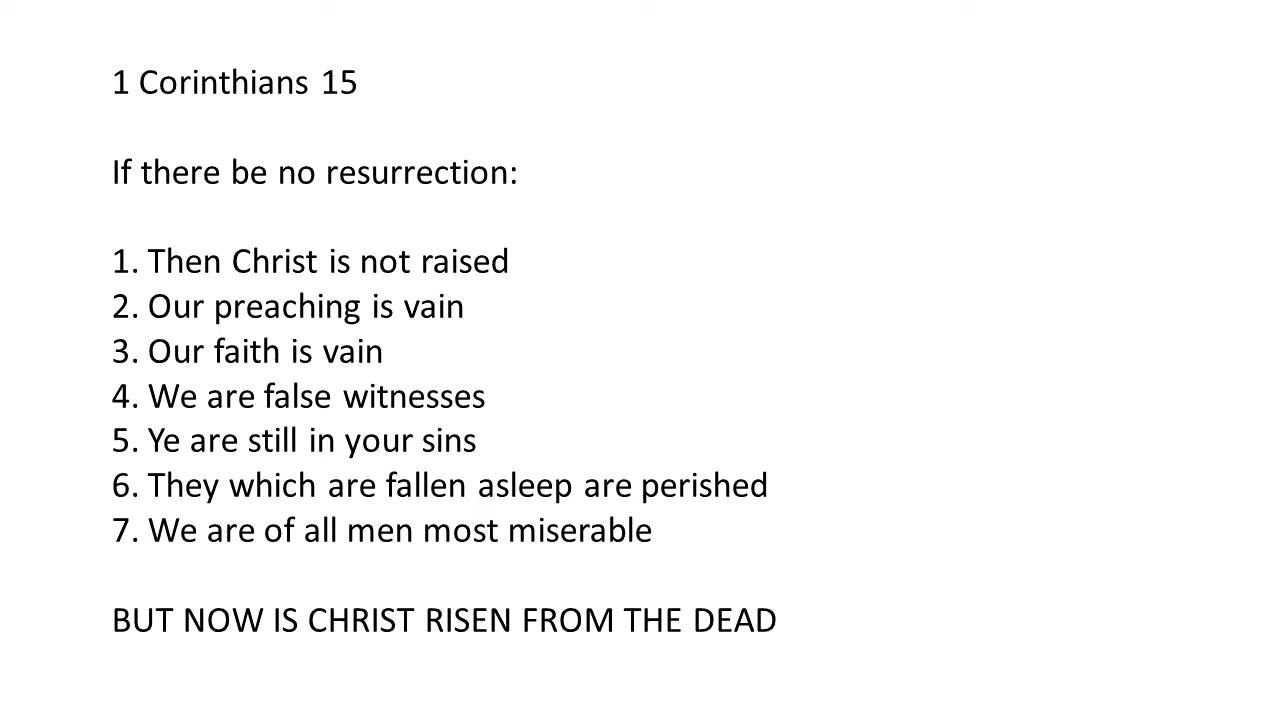 1 Corinthians 15
If there be no resurrection:
1. Then Christ is not raised
2. Our preaching is vain
3. Our faith is vain
4. We are false witnesses
5. Ye are still in your sins
6. They which are fallen asleep are perished
7. We are of all men most miserable
BUT NOW IS CHRIST RISEN FROM THE DEAD